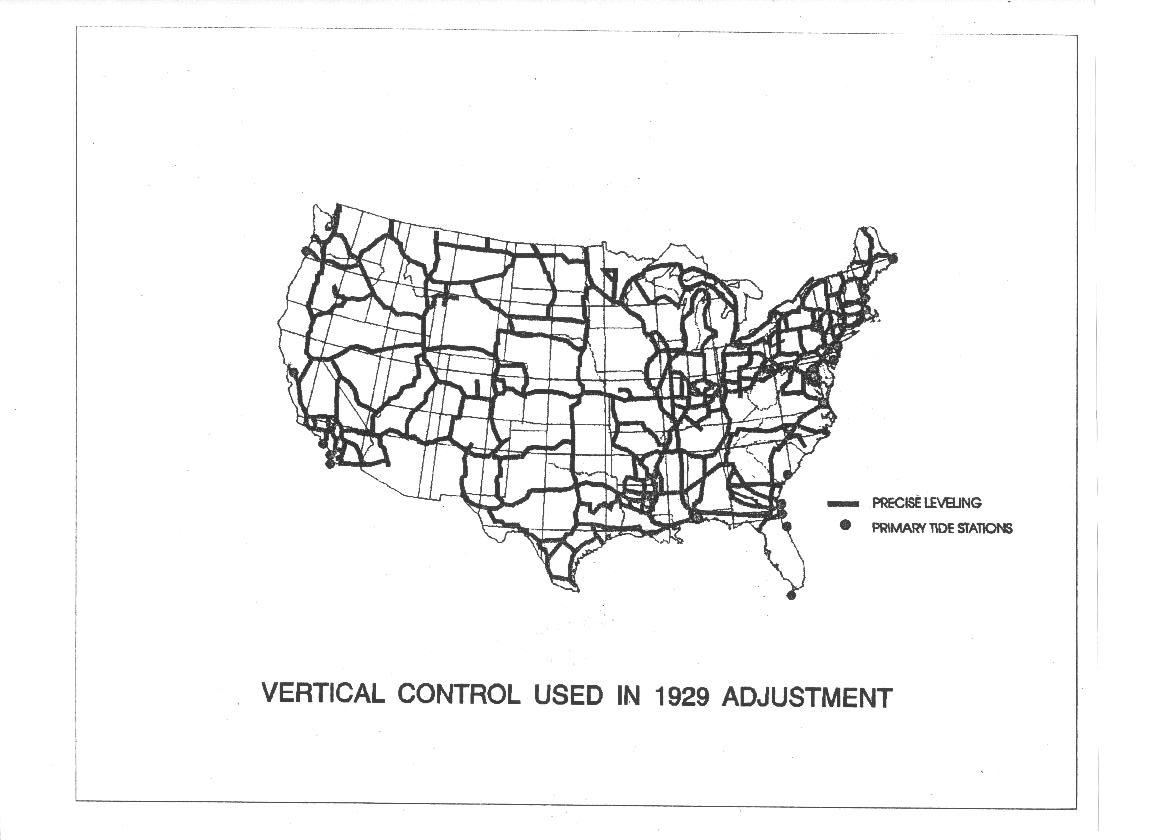 PRECISE LEVELING
PRIMARY TIDE STATIONS
VERTICAL CONTROL USED IN 1929 ADJUSTMENT